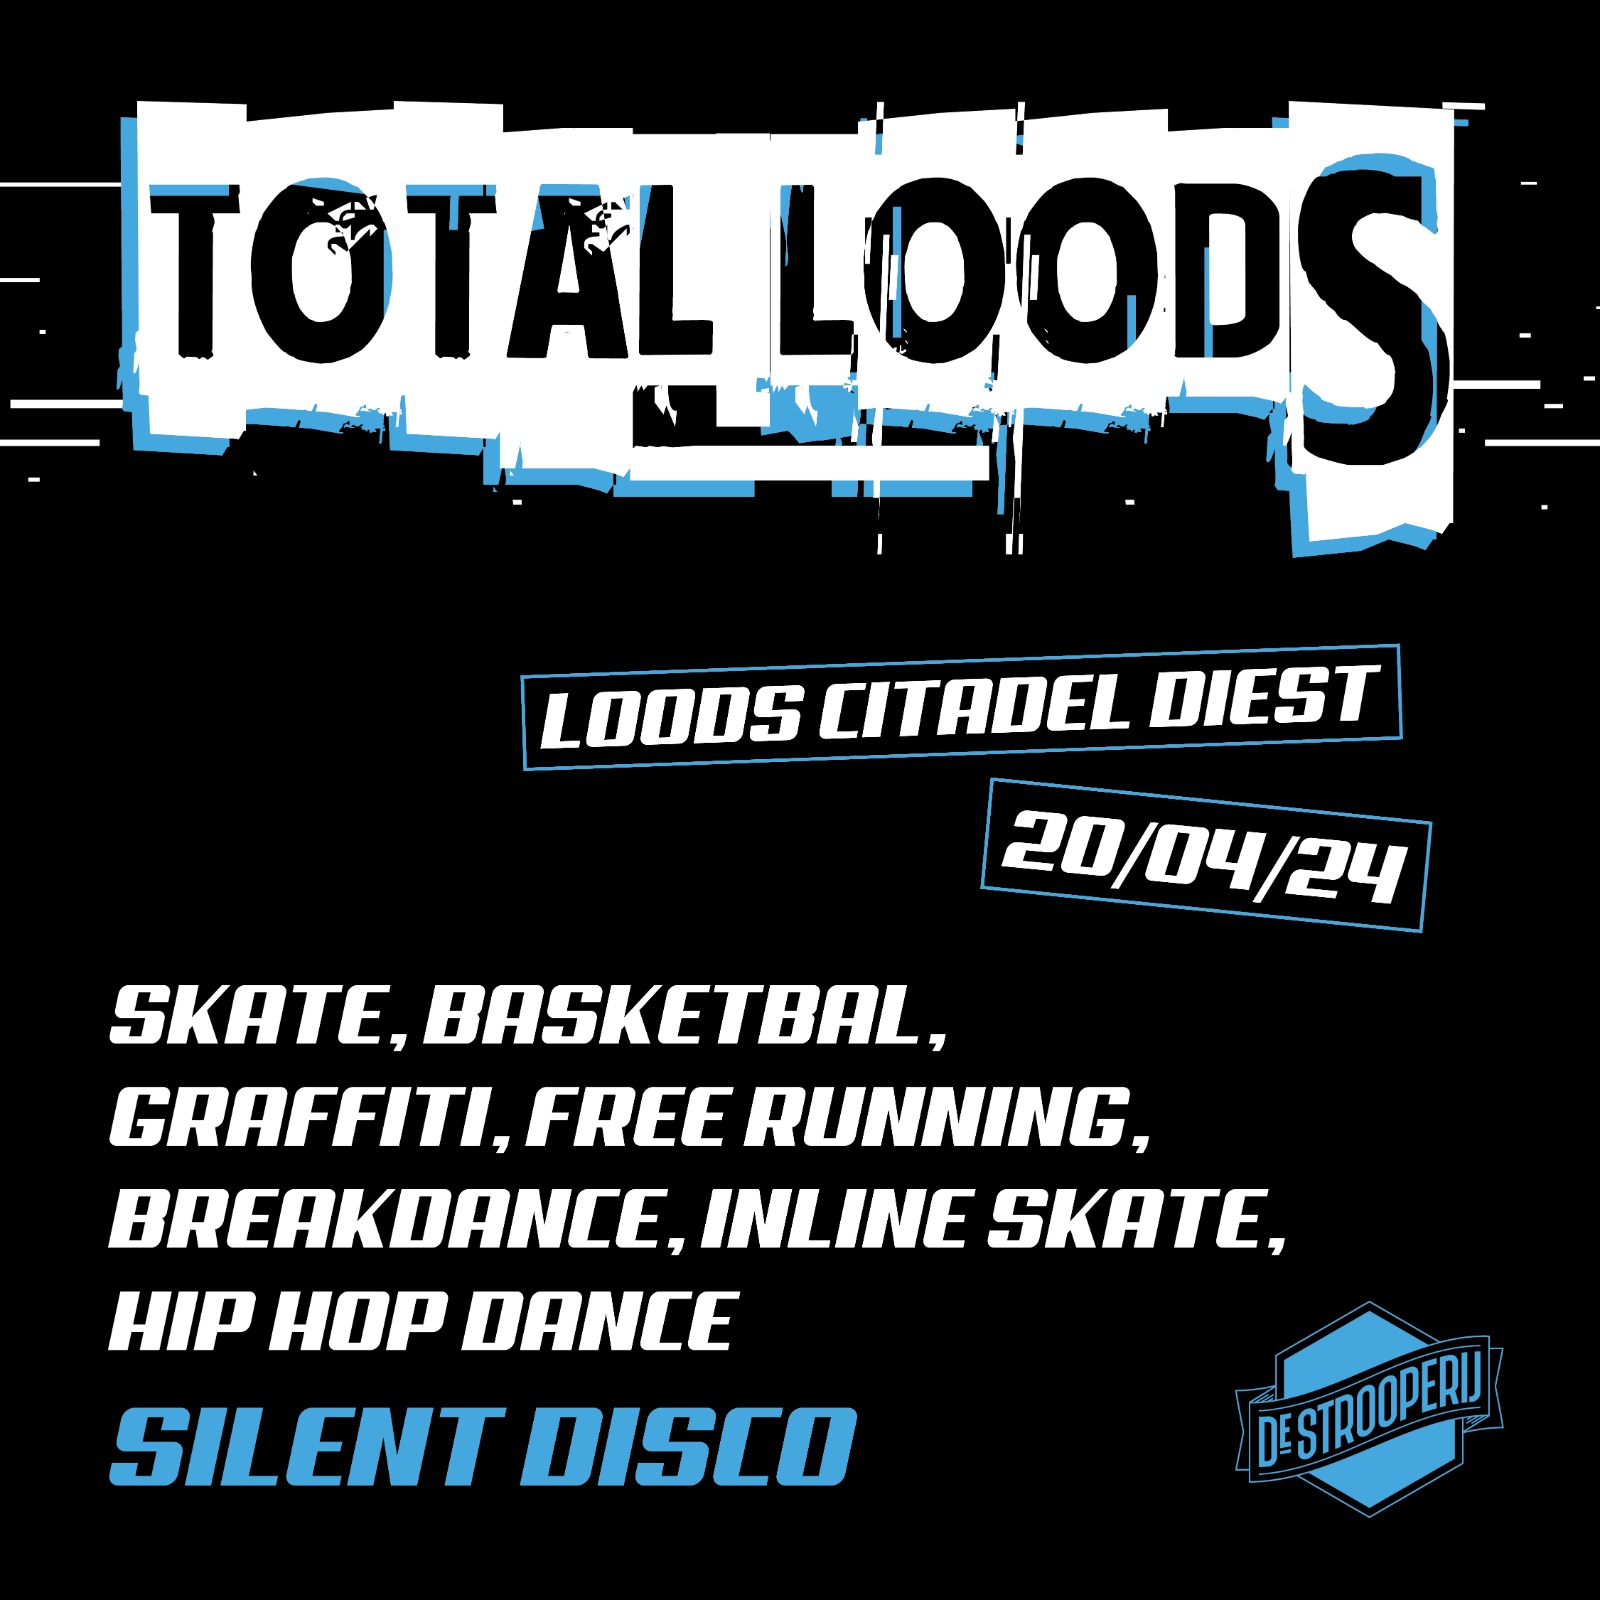 TOTAL LOODS
LOODS CITADEL DIEST
20/04/24
SKATE, BASKETBAL,
GRAFFITI, FREE RUNNING,
BREAKDANCE, INLINE SKATE,
HIP HOP DANCE
SILENT DISCO
DE STROOPERIJ